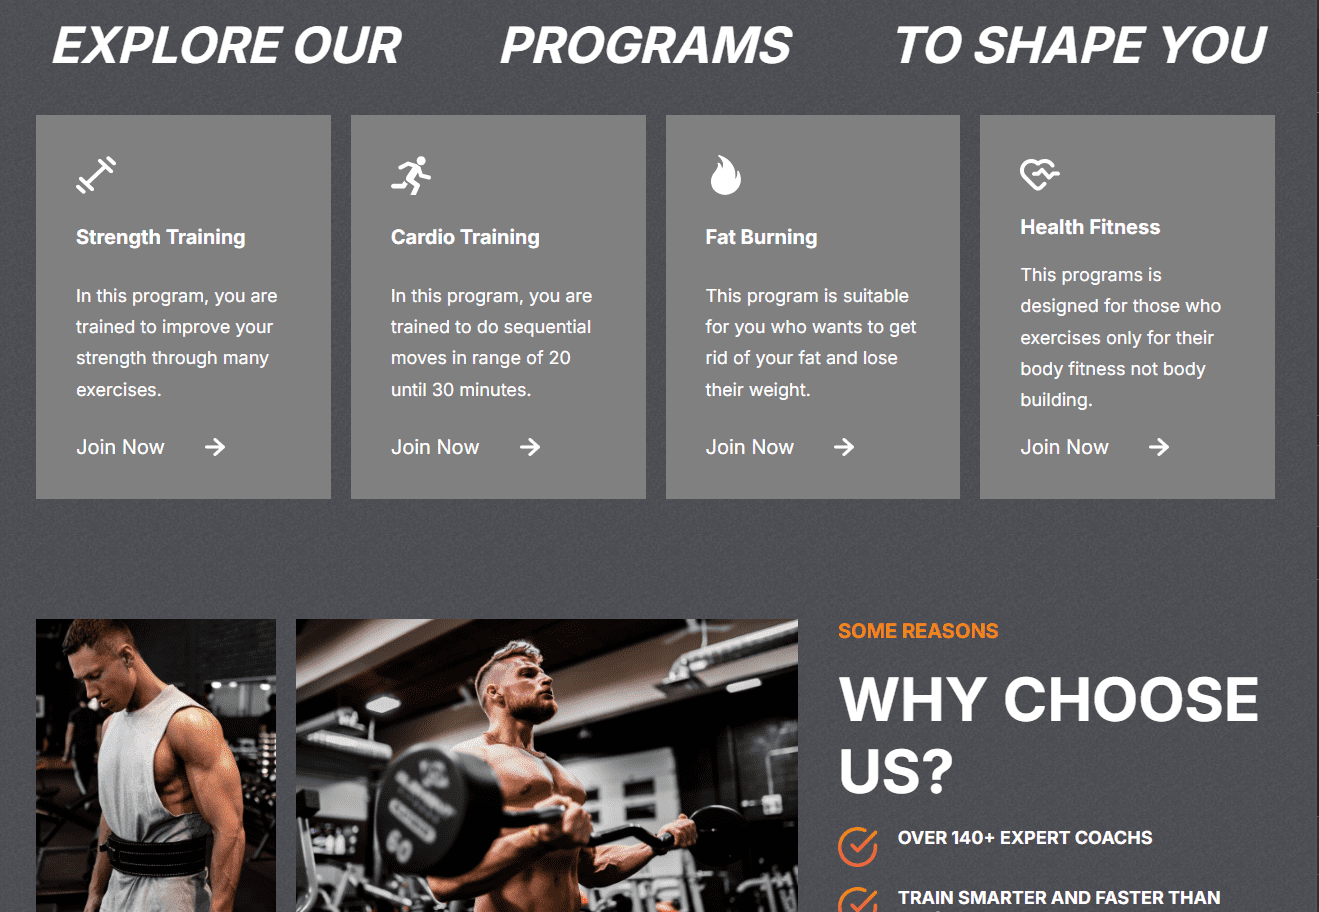 EXPLORE OUR PROGRAMS TO SHAPE YOU
Strength Training
In this program, you are
trained to improve your
strength through many
exercises.
Join Now
Cardio Training
In this program, you are
trained to do sequential
moves in range of 20
until 30 minutes.
Join Now
Fat Burning
This program is suitable
for you who wants to get
rid of your fat and lose
their weight.
Join Now
Health Fitness
This programs is
designed for those who
exercises only for their
body fitness not body
building.
Join Now
60
SOME REASONS
WHY CHOOSE
US?
OVER 140+ EXPERT COACHS
TRAIN SMARTER AND FASTER THAN